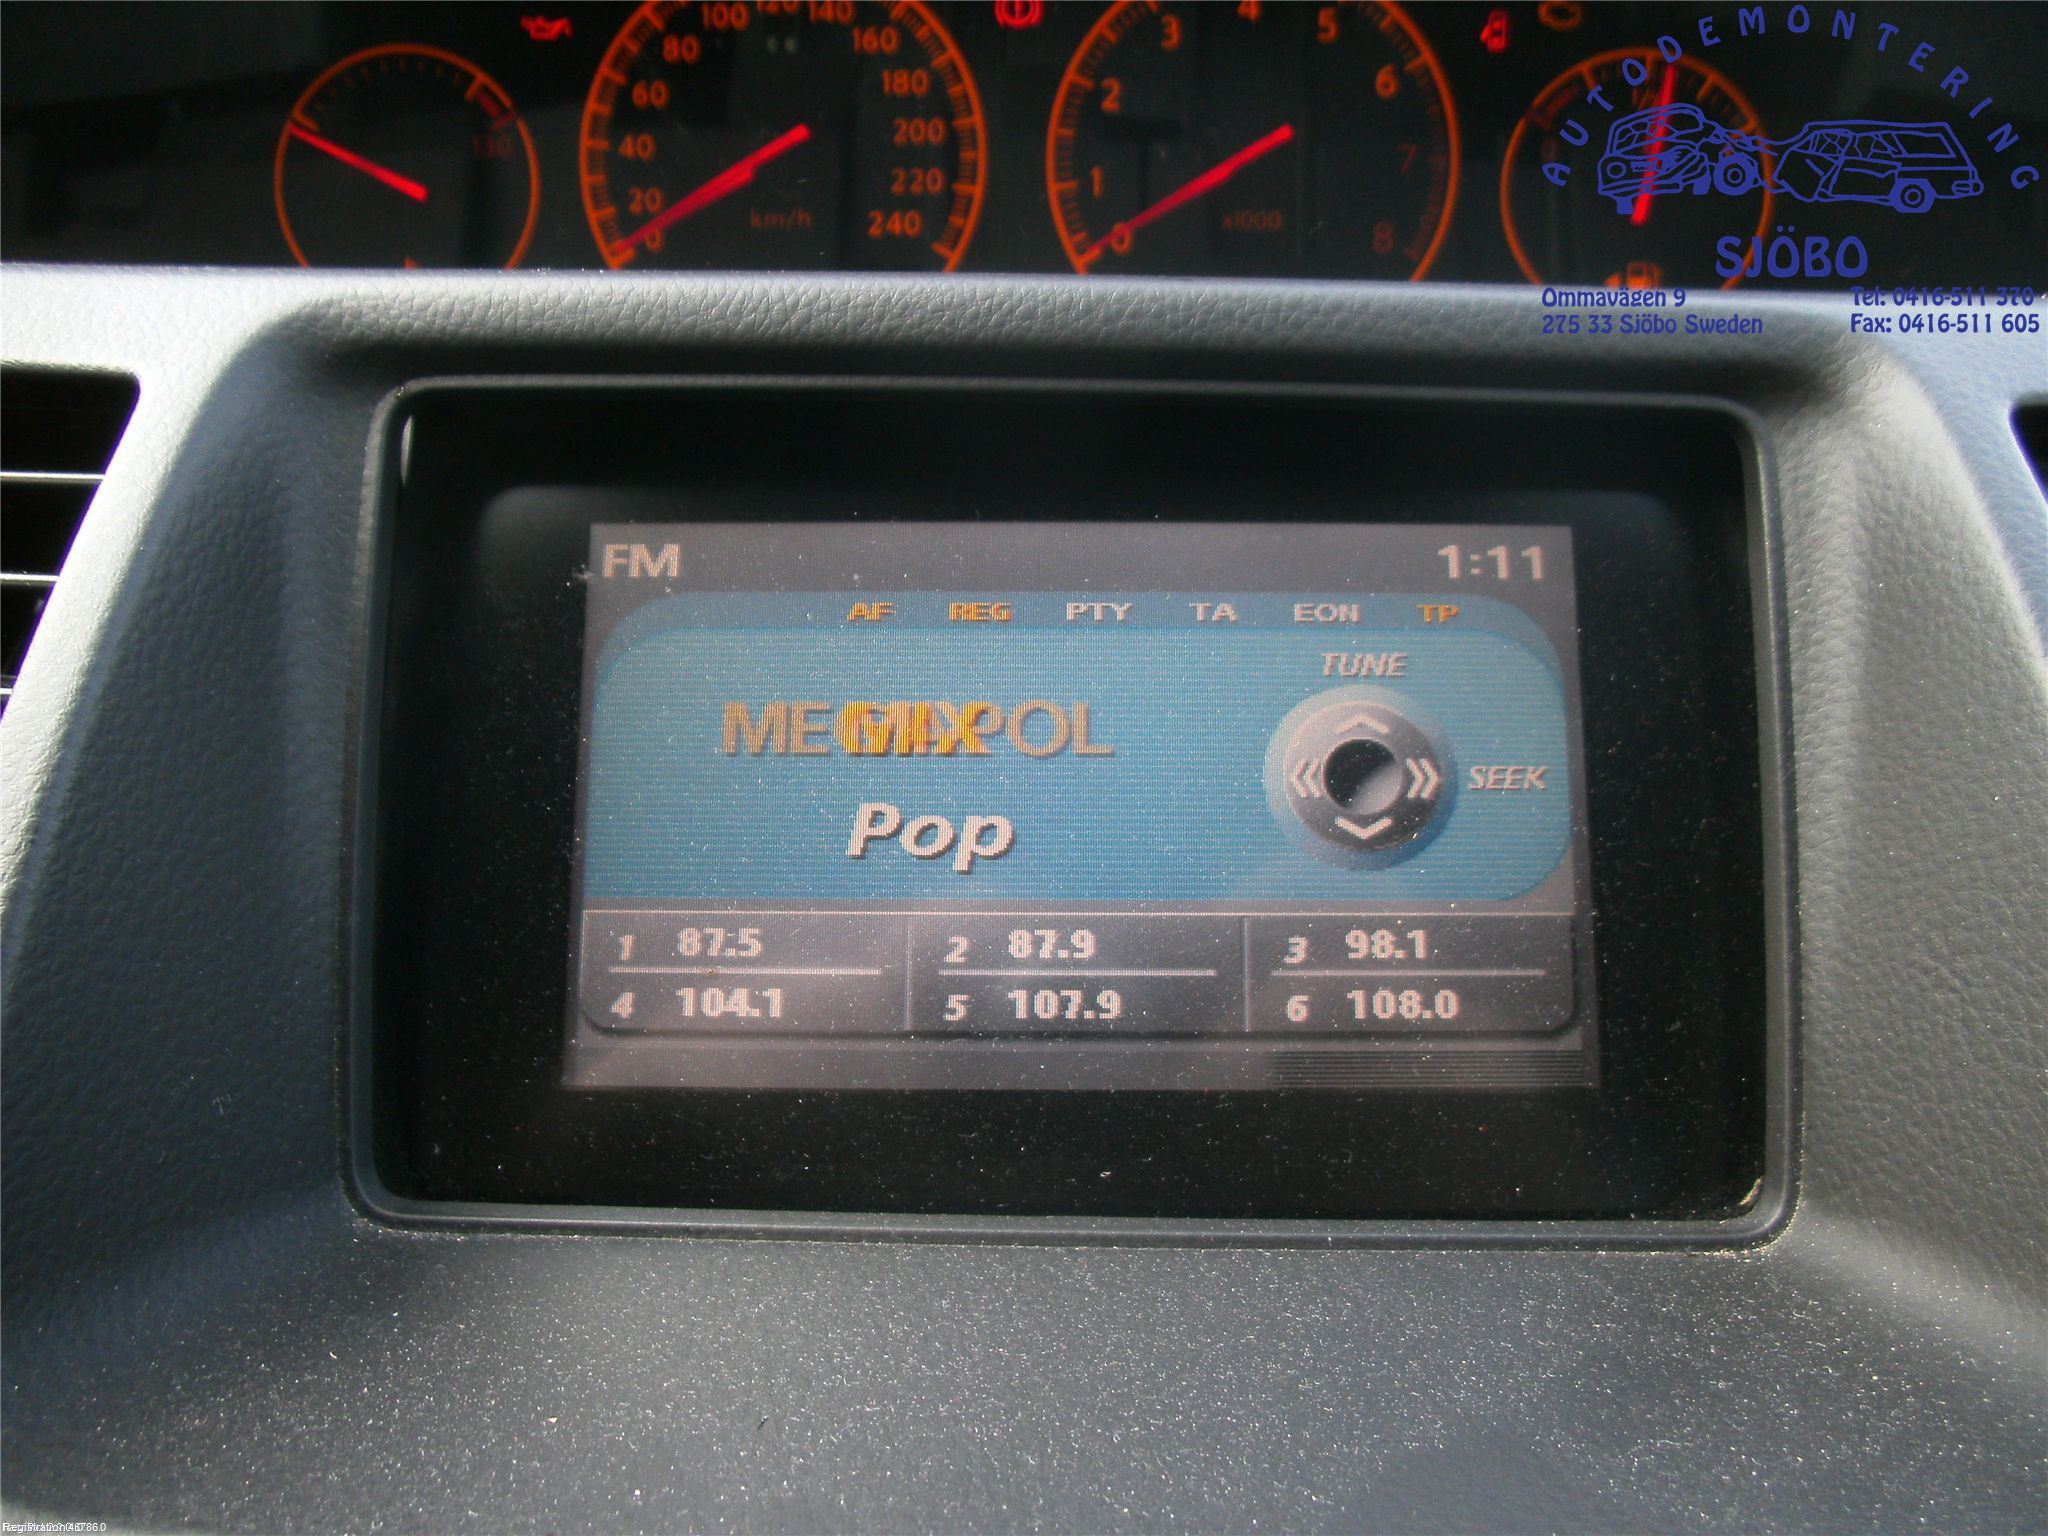 100 120 140
80 160
60 180
40 200
20 220
0 km/h 240
130
4
3 5
2 6
1 7
0 x1000 8
AUTODEMONTERING
SJÖBO
Ommavägen 9 Tel: 0416-511 370
275 33 Sjöbo Sweden Fax: 0416-511 605
FM 1:11
AF REG PTY TA EON TP
TUNE
SEEK
Pop
1 87.5 2 87.9 3 98.1
4 104.1 5 107.9 6 108.0